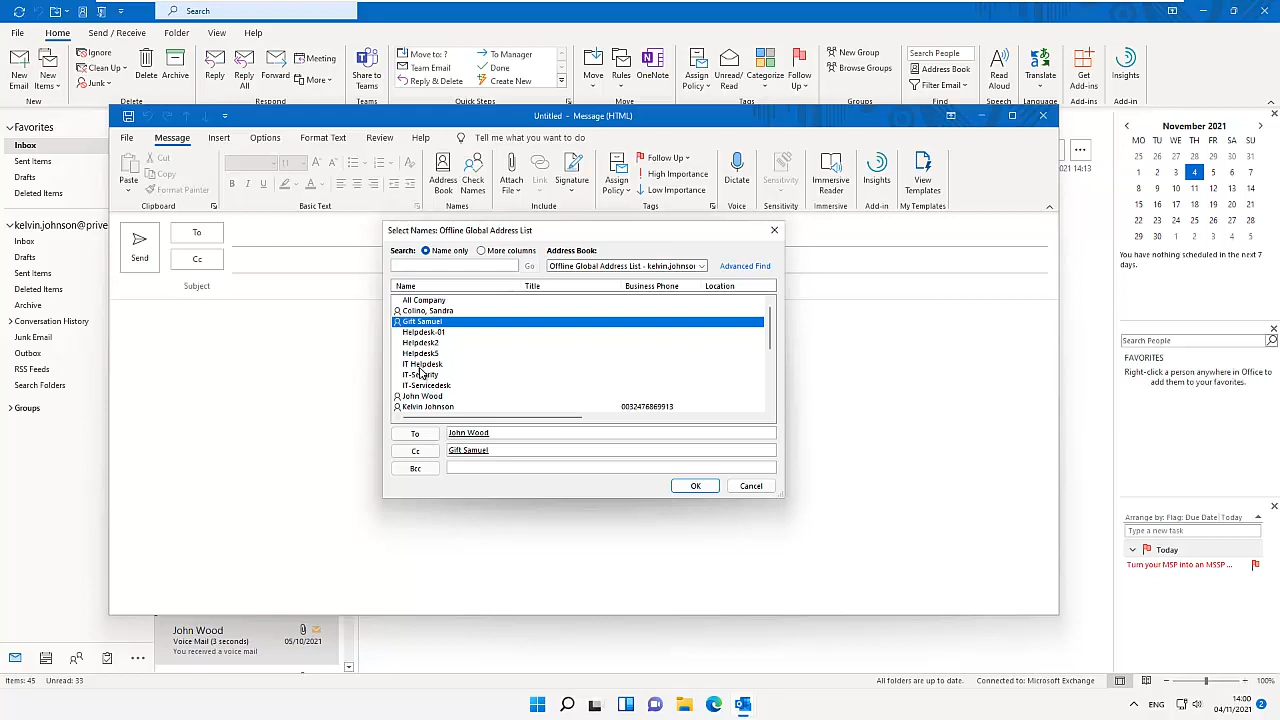 Search
File Home Send / Receive Folder View Help
New Email
New Items
New
Ignore
Clean Up
Junk
Delete
Archive
Delete
Reply
Reply All
Forward
Meeting
More
Respond
Share to Teams
Teams
Move to: ?
Team Email
Reply & Delete
To Manager
Done
Create New
Quick Steps
Move
Rules
OneNote
Move
Assign Policy
Unread/ Read
Categorize
Follow Up
Tags
New Group
Browse Groups
Groups
Search People
Address Book
Filter Email
Find
Read Aloud
Speech
Translate
Language
Get Add-ins
Add-ins
Insights
Add-in
Favorites
Inbox
Sent Items
Drafts
Deleted Items
kelvin.johnson@prive
Inbox
Drafts
Sent Items
Deleted Items
Archive
Conversation History
Junk Email
Outbox
RSS Feeds
Search Folders
Groups
Untitled - Message (HTML)
File Message Insert Options Format Text Review Help Tell me what you want to do
Paste
Cut
Copy
Format Painter
Clipboard
11
B I U
Basic Text
Address Book
Check Names
Names
Attach File
Link
Signature
Include
Assign Policy
Follow Up
High Importance
Low Importance
Tags
Dictate
Voice
Sensitivity
Sensitivity
Immersive Reader
Immersive
Insights
Add-in
View Templates
My Templates
Send
To
Cc
Subject
Select Names: Offline Global Address List
Search: Name only More columns Address Book:
Go Offline Global Address List - kelvin.johnso Advanced Find
Name Title Business Phone Location
All Company
Colino, Sandra
Gift Samuel
Helpdesk-01
Helpdesk2
Helpdesk5
IT Helpdesk
IT-Security
IT-Servicedesk
John Wood
Kelvin Johnson 0032476869913
To John Wood
Cc Gift Samuel
Bcc
OK Cancel
John Wood
Voice Mail (3 seconds) 05/10/2021
You received a voice mail
2021 14:13
November 2021
MO TU WE TH FR SA SU
25 26 27 28 29 30 31
1 2 3 4 5 6 7
8 9 10 11 12 13 14
15 16 17 18 19 20 21
22 23 24 25 26 27 28
29 30 1 2 3 4 5
You have nothing scheduled in the next 7
days.
Search People
FAVORITES
Right-click a person anywhere in Office to
add them to your favorites.
Arrange by: Flag: Due Date Today
Type a new task
Today
Turn your MSP into an MSSP ...
Items: 45 Unread: 33 All folders are up to date. Connected to: Microsoft Exchange 100%
ENG 14:00
04/11/2021 2